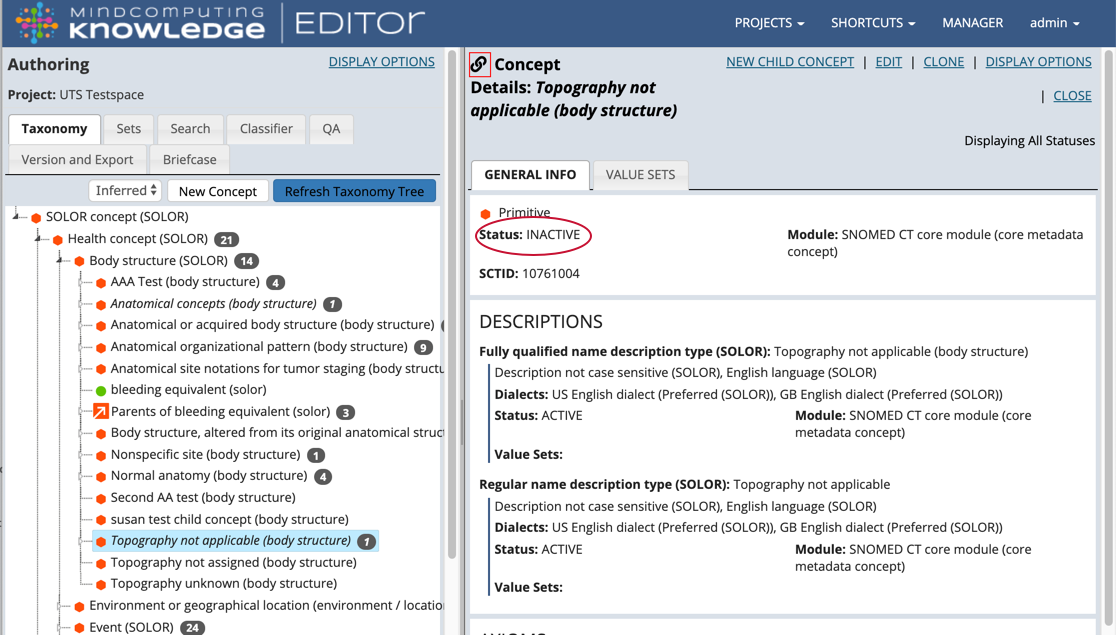 MINDCOMPUTING
KNOWLEDGE
EDITOR
PROJECTS
SHORTCUTS
MANAGER
admin
Authoring
DISPLAY OPTIONS
Project: UTS Testspace
Taxonomy
Sets
Search
Classifier
QA
Version and Export
Briefcase
Inferred
New Concept
Refresh Taxonomy Tree
SOLOR concept (SOLOR)
Health concept (SOLOR) 21
Body structure (SOLOR) 14
AAA Test (body structure) 4
Anatomical concepts (body structure) 1
Anatomical or acquired body structure (body structure)
Anatomical organizational pattern (body structure) 9
Anatomical site notations for tumor staging (body structu
bleeding equivalent (solor)
Parents of bleeding equivalent (solor) 3
Body structure, altered from its original anatomical struct
Nonspecific site (body structure) 1
Normal anatomy (body structure) 4
Second AA test (body structure)
susan test child concept (body structure)
Topography not applicable (body structure) 1
Topography not assigned (body structure)
Topography unknown (body structure)
Environment or geographical location (environment / locatio
Event (SOLOR) 24
Concept
Details: Topography not
applicable (body structure)
NEW CHILD CONCEPT | EDIT | CLONE | DISPLAY OPTIONS
| CLOSE
Displaying All Statuses
GENERAL INFO
VALUE SETS
Primitive
Status: INACTIVE
Module: SNOMED CT core module (core metadata
concept)
SCTID: 10761004
DESCRIPTIONS
Fully qualified name description type (SOLOR): Topography not applicable (body structure)
Description not case sensitive (SOLOR), English language (SOLOR)
Dialects: US English dialect (Preferred (SOLOR)), GB English dialect (Preferred (SOLOR))
Status: ACTIVE
Module: SNOMED CT core module (core
metadata concept)
Value Sets:
Regular name description type (SOLOR): Topography not applicable
Description not case sensitive (SOLOR), English language (SOLOR)
Dialects: US English dialect (Preferred (SOLOR)), GB English dialect (Preferred (SOLOR))
Status: ACTIVE
Module: SNOMED CT core module (core
metadata concept)
Value Sets: